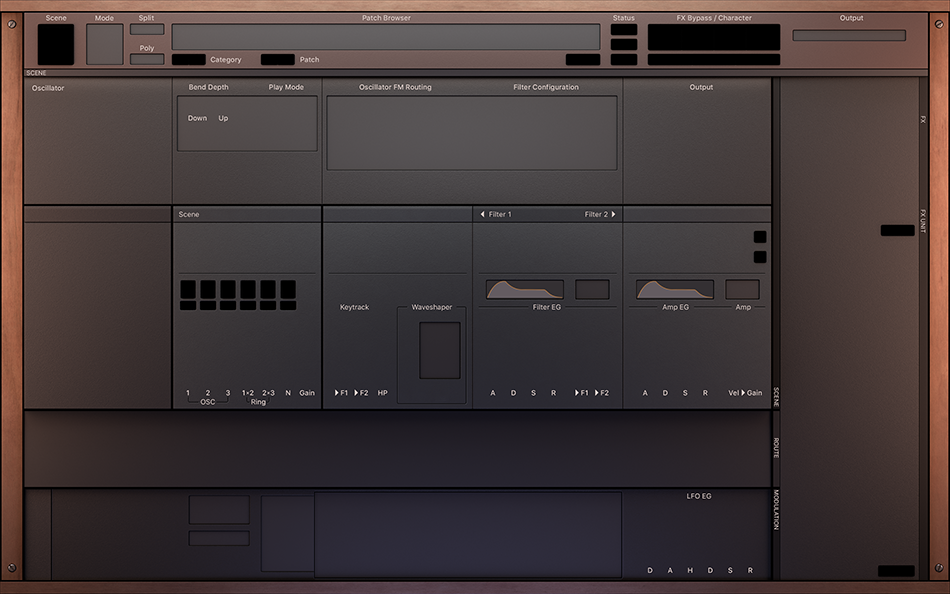 Scene Mode Split Patch Browser Status FX Bypass / Character Output
Poly
Category Patch
SCENE
Oscillator Bend Depth Play Mode Oscillator FM Routing Filter Configuration Output
Down Up
FX
Scene Filter 1 Filter 2
FX UNIT
Keytrack Waveshaper Filter EG Amp EG Amp
1 2 3 1×2 2×3 N Gain F1 F2 HP A D S R F1 F2 A D S R Vel Gain
OSC Ring
SCENE
ROUTE
MODULATION
LFO EG
D A H D S R